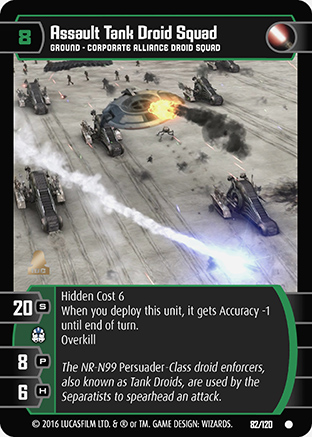 8
Assault Tank Droid Squad
GROUND - CORPORATE ALLIANCE DROID SQUAD
20 S
8 P
6 H
Hidden Cost 6
When you deploy this unit, it gets Accuracy -1
until end of turn.
Overkill
The NR-N99 Persuader-Class droid enforcers,
also known as Tank Droids, are used by the
Separatists to spearhead an attack.
© 2016 LUCASFILM LTD. & ® or TM. GAME DESIGN: WIZARDS.
82/120